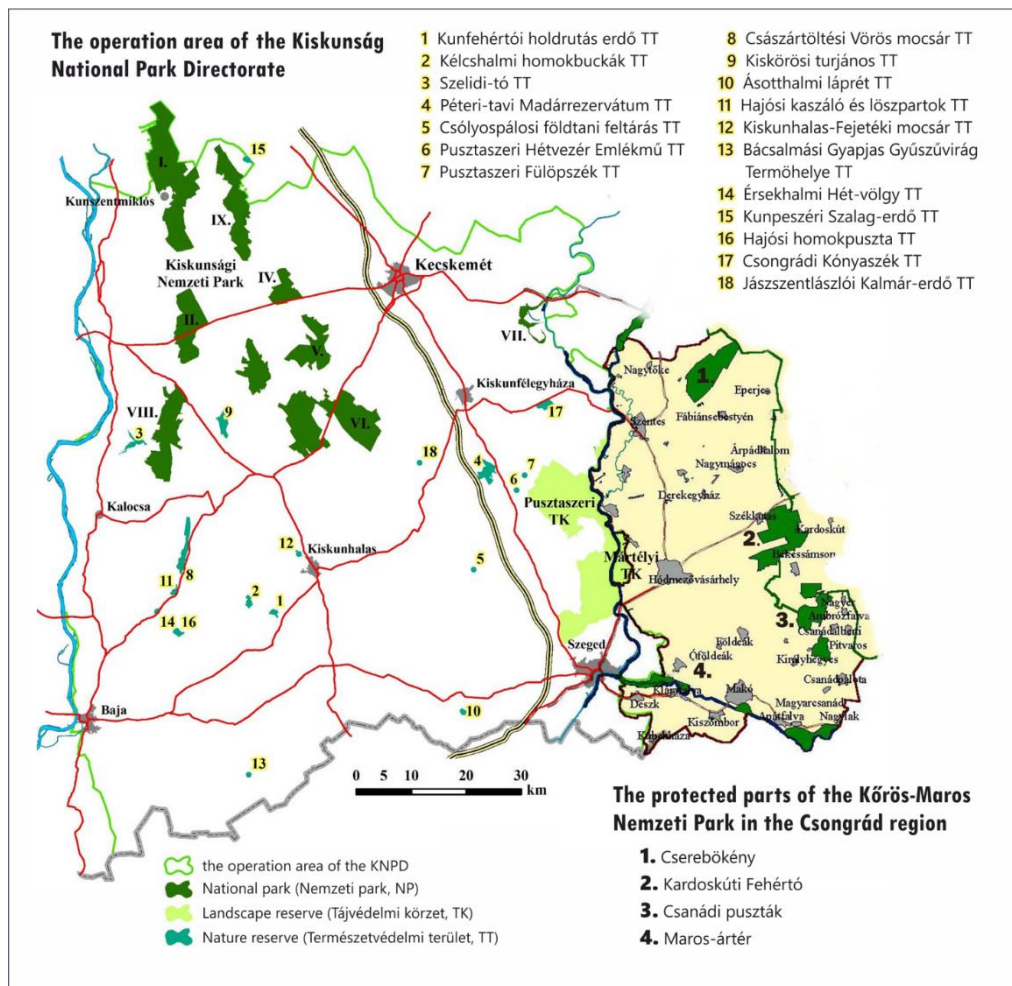 The operation area of the Kiskunság
National Park Directorate
1 Kunfehértói holdrutás erdő TT
2 Kélcshalmi homokbuckák TT
3 Szelidi-tó TT
4 Péteri-tavi Madárrezervátum TT
5 Csólyospálosi földtani feltárás TT
6 Pusztaszeri Hétvezér Emlékmű TT
7 Pusztaszeri Fülöpszék TT
8 Császártöltési Vörös mocsár TT
9 Kiskörösi turjános TT
10 Ásotthalmi láprét TT
11 Hajósi kaszáló és löszpartok TT
12 Kiskunhalas-Fejetéki mocsár TT
13 Bácsalmási Gyapjas Gyűszűvirág
Termöhelye TT
14 Érsekhalmi Hét-völgy TT
15 Kunpeszéri Szalag-erdő TT
16 Hajósi homokpuszta TT
17 Csongrádi Kónyaszék TT
18 Jászszentlászlói Kalmár-erdő TT
I.
15
Kunszentmiklós
IX.
Kiskunsági
Nemzeti Park
IV.
Kecskemét
II.
V.
VII.
Nagytőke
1.
Eperjes
Kiskunfélegyháza
Fábiánsebestyén
VIII.
9
VI.
17
Szentes
3
Árpádhalom
18
4
7
6
Nagymágocs
Pusztaszeri
TK
Derekegyház
Kalocsa
Székkutas
Kardoskút
2.
Békéssámson
12
Kiskunhalas
Mártélyi
TK
5
8
11
Hódmezővásárhely
2
1
14 16
Nagyér
Ambrózfalva
3.
Csanádalberti
Pitvaros
Földeák
Óföldeák
Királyhegyes
Szeged
4.
Csanádpalota
Klárafalva
Makó
Deszk
Magyarcsanád
Baja
10
Kiszombor
Apátfalva
Nagylak
Kübekháza
13
0 5 10 20 30
km
The protected parts of the Kőrös-Maros
Nemzeti Park in the Csongrád region
1. Cserebökény
2. Kardoskúti Fehértó
3. Csanádi puszták
4. Maros-ártér
the operation area of the KNPD
National park (Nemzeti park, NP)
Landscape reserve (Tájvédelmi körzet, TK)
Nature reserve (Természetvédelmi terület, TT)